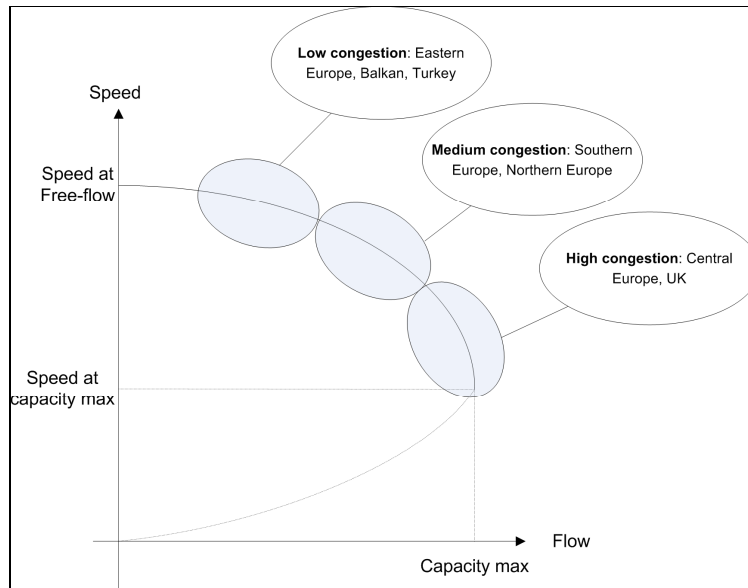 Low congestion: Eastern
Europe, Balkan, Turkey
Speed
Medium congestion: Southern
Europe, Northern Europe
Speed at
Free-flow
High congestion: Central
Europe, UK
Speed at
capacity max
Flow
Capacity max